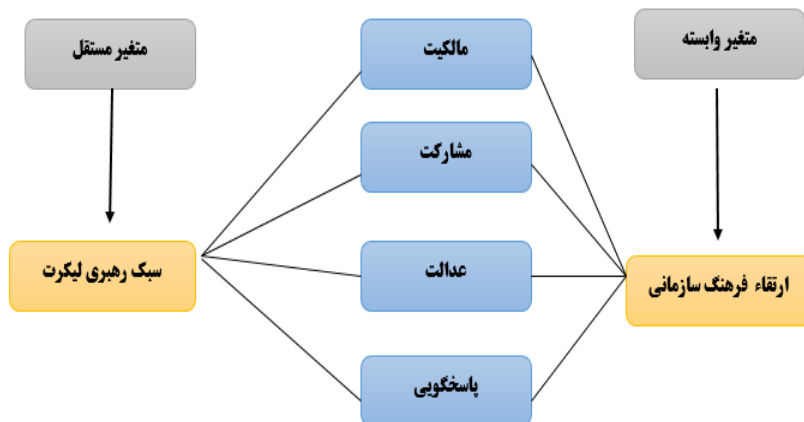 متغیر وابسته
مالکیت
متغیر مستقل
مشارکت
سبک رهبری لیکرت
عدالت
ارتقاء فرهنگ سازمانی
پاسخگویی